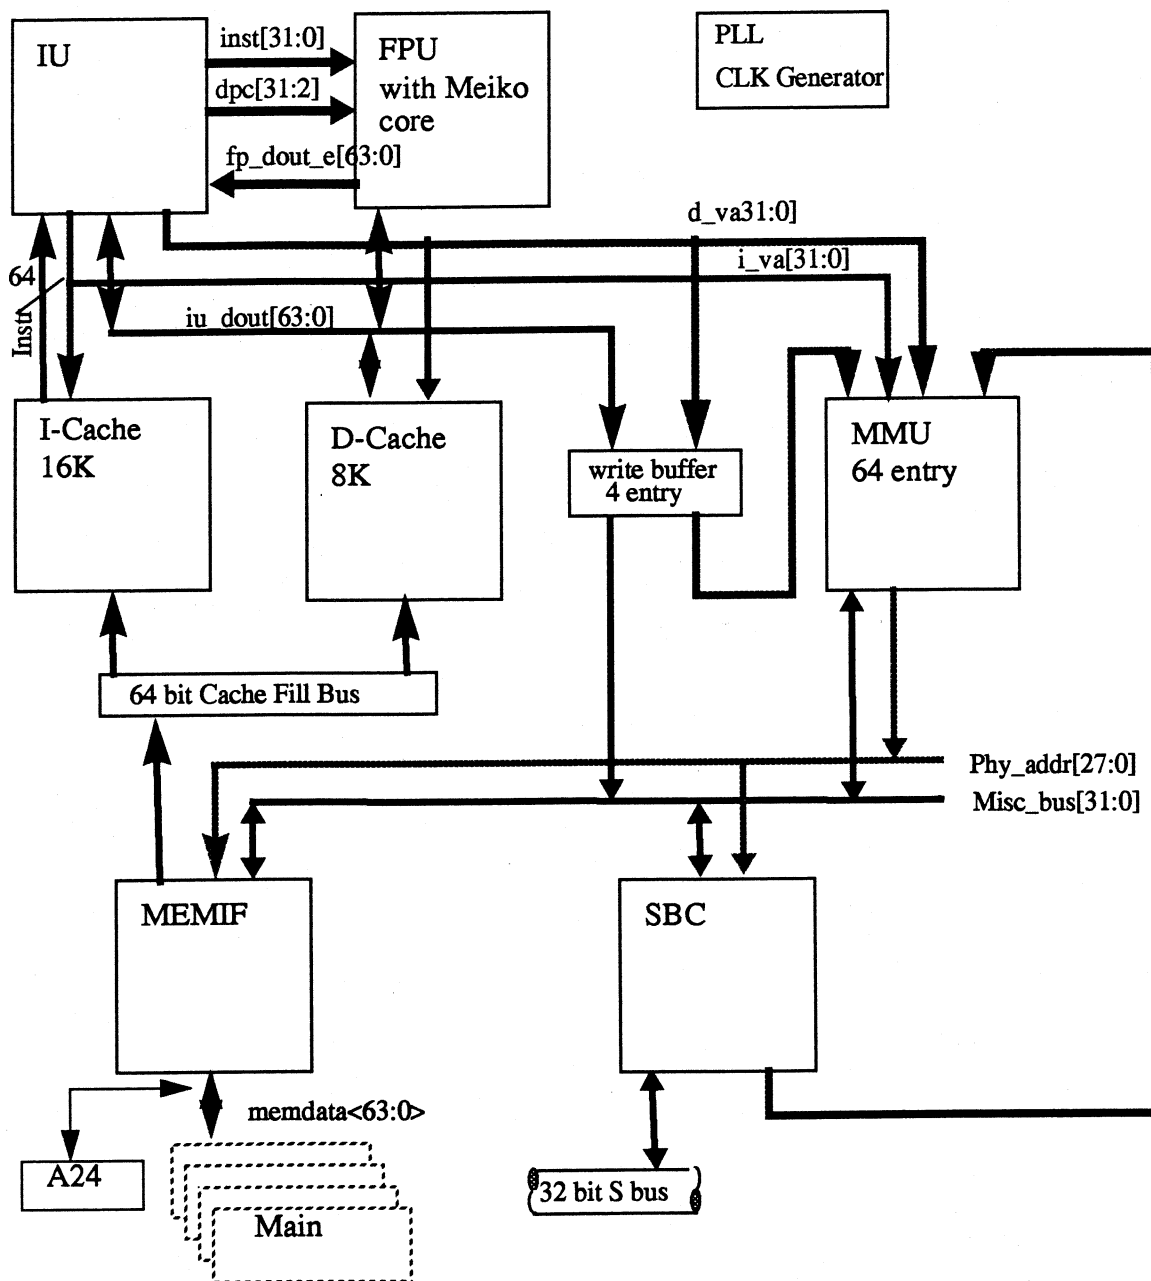 IU
inst[31:0]
dpc[31:2]
fp_dout_e[63:0]
FPU
with Meiko
core
PLL
CLK Generator
d_va31:0]
i_va[31:0]
64
Instr
iu_dout[63:0]
I-Cache
16K
D-Cache
8K
write buffer
4 entry
MMU
64 entry
64 bit Cache Fill Bus
Phy_addr[27:0]
Misc_bus[31:0]
MEMIF
SBC
memdata<63:0>
A24
Main
32 bit S bus